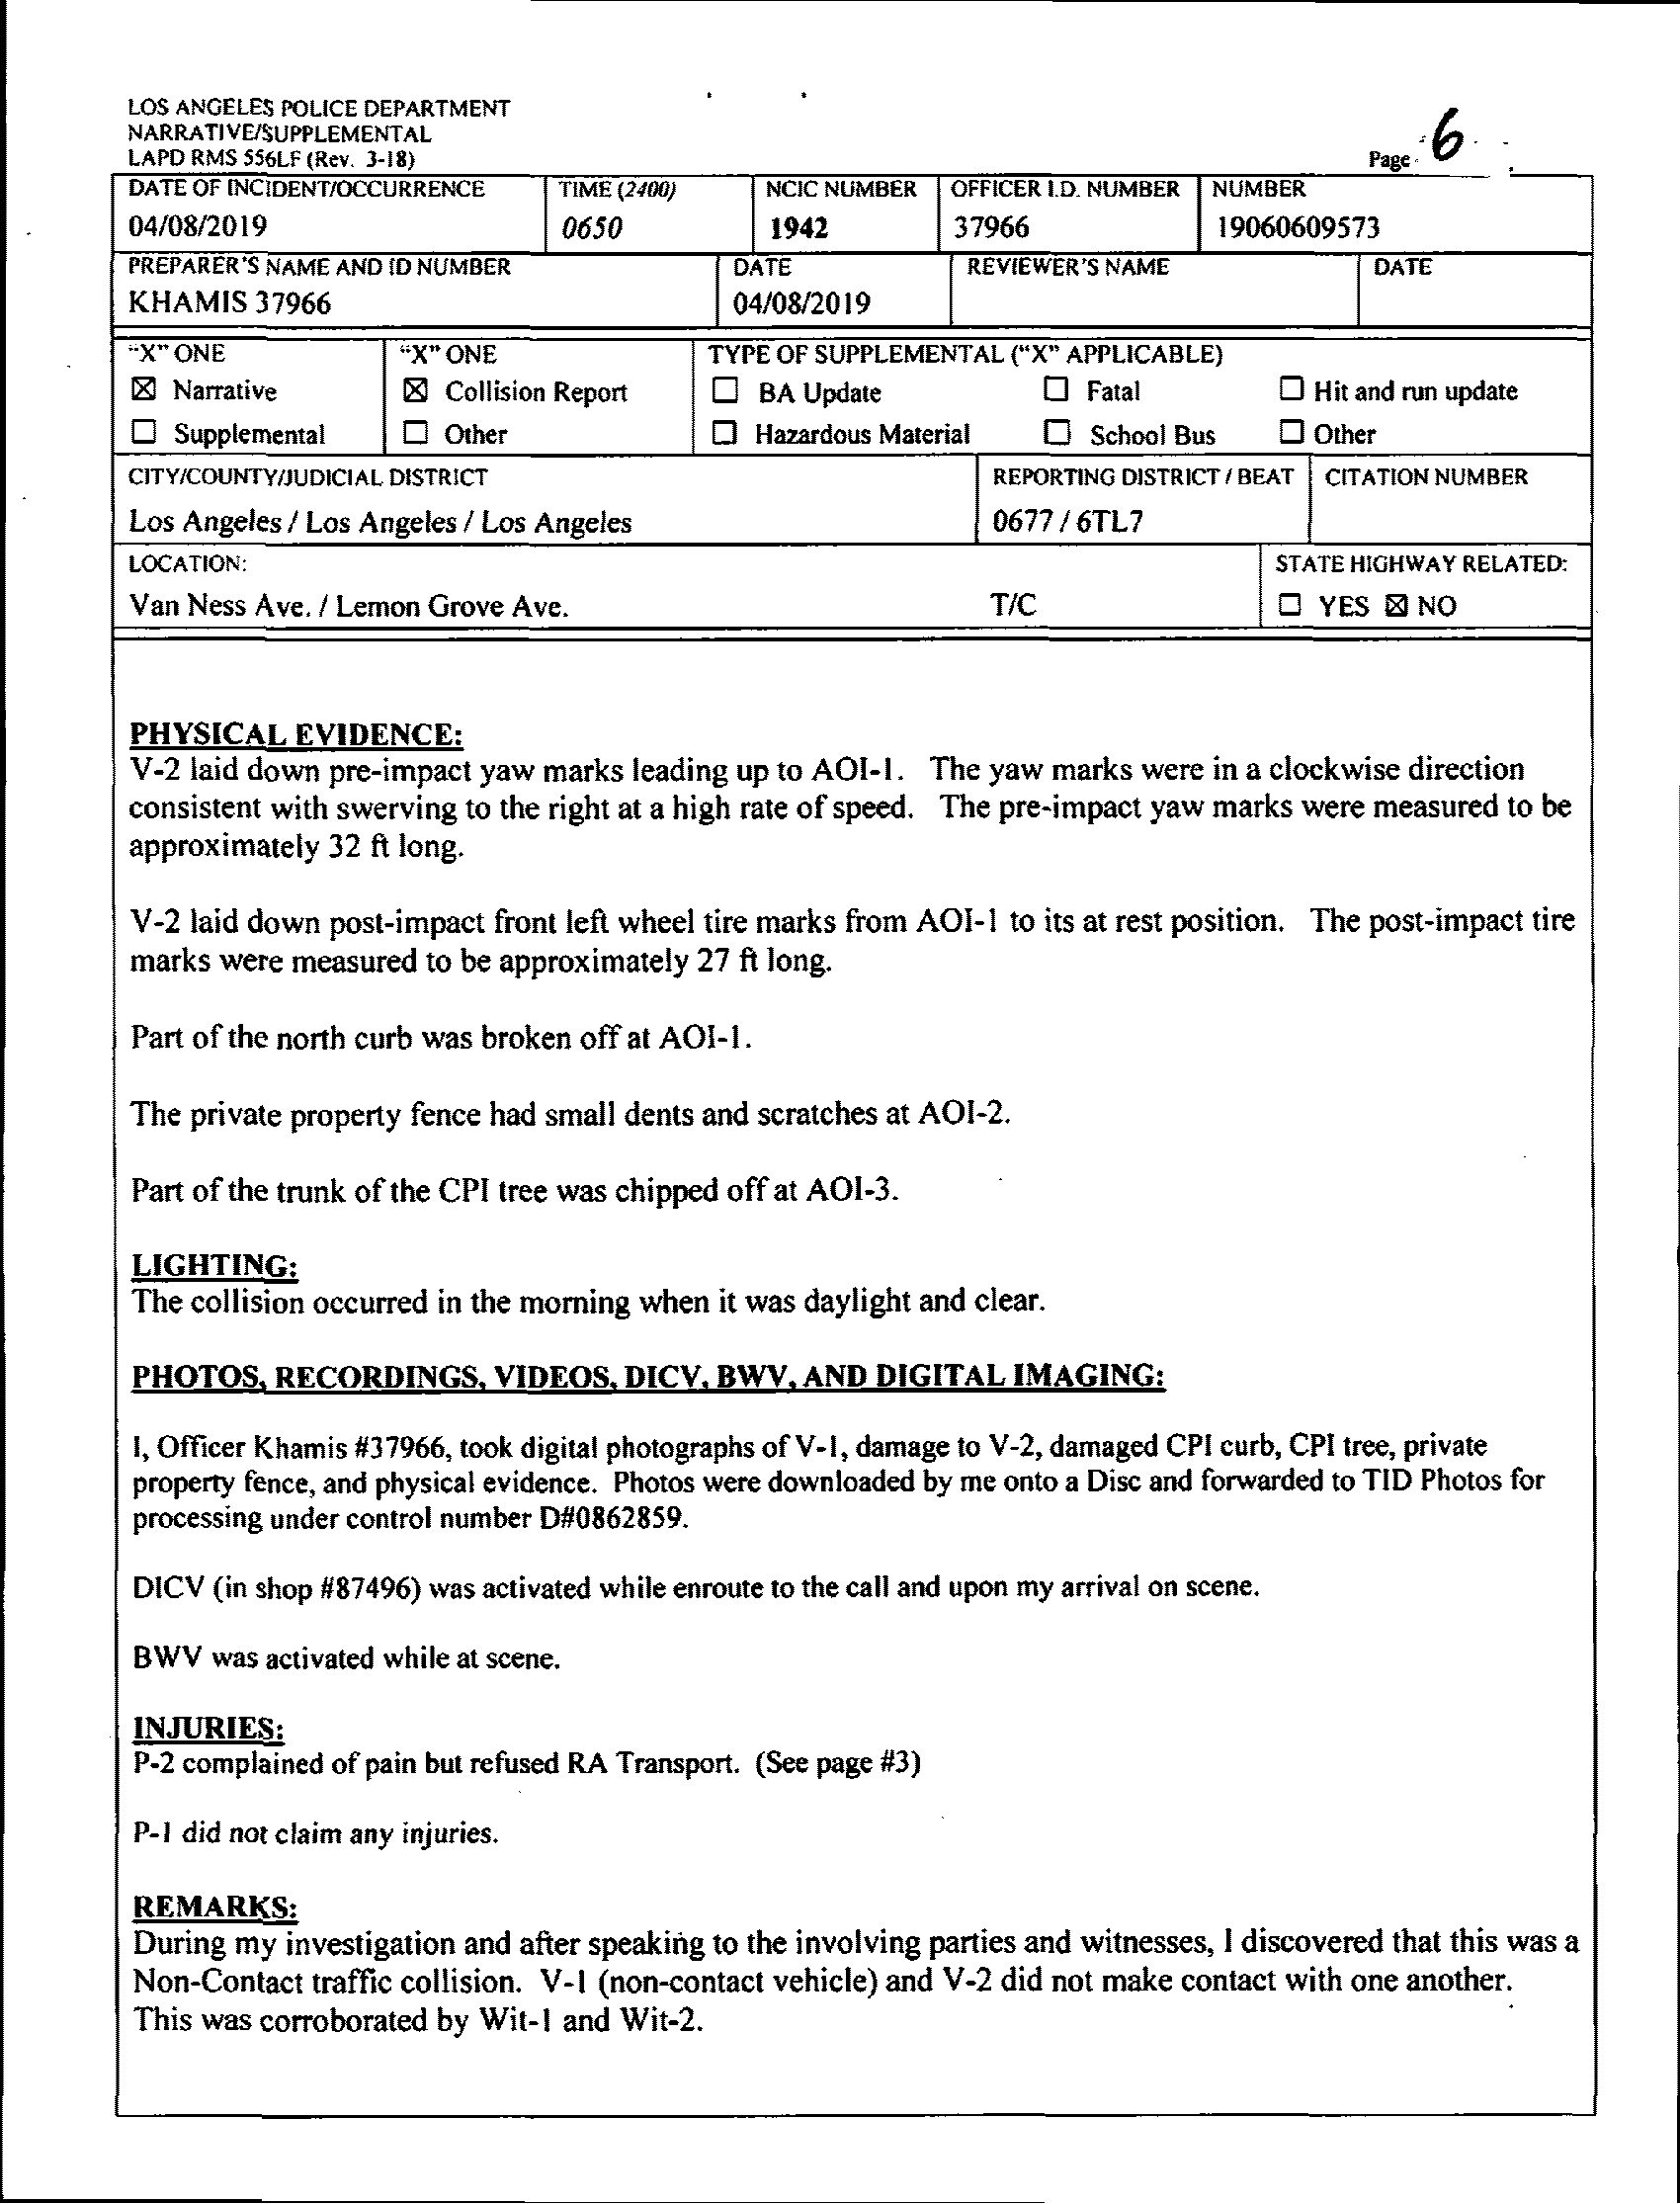 LOS ANGELES POLICE DEPARTMENT
NARRATIVE/SUPPLEMENTAL
LAPD RMS 556LF (Rev. 3-18)
Page 6
DATE OF INCIDENT/OCCURRENCE TIME (2400) NCIC NUMBER OFFICER I.D. NUMBER NUMBER
04/08/2019 0650 1942 37966 19060609573
PREPARER'S NAME AND ID NUMBER DATE REVIEWER'S NAME DATE
KHAMIS 37966 04/08/2019
"X" ONE "X" ONE TYPE OF SUPPLEMENTAL ("X" APPLICABLE)
☒ Narrative ☒ Collision Report ☐ BA Update ☐ Fatal ☐ Hit and run update
☐ Supplemental ☐ Other ☐ Hazardous Material ☐ School Bus ☐ Other
CITY/COUNTY/JUDICIAL DISTRICT REPORTING DISTRICT / BEAT CITATION NUMBER
Los Angeles / Los Angeles / Los Angeles 0677 / 6TL7
LOCATION: STATE HIGHWAY RELATED:
Van Ness Ave. / Lemon Grove Ave. T/C ☐ YES ☒ NO
PHYSICAL EVIDENCE:
V-2 laid down pre-impact yaw marks leading up to AOI-1. The yaw marks were in a clockwise direction
consistent with swerving to the right at a high rate of speed. The pre-impact yaw marks were measured to be
approximately 32 ft long.
V-2 laid down post-impact front left wheel tire marks from AOI-1 to its at rest position. The post-impact tire
marks were measured to be approximately 27 ft long.
Part of the north curb was broken off at AOI-1.
The private property fence had small dents and scratches at AOI-2.
Part of the trunk of the CPI tree was chipped off at AOI-3.
LIGHTING:
The collision occurred in the morning when it was daylight and clear.
PHOTOS, RECORDINGS, VIDEOS, DICV, BWV, AND DIGITAL IMAGING:
I, Officer Khamis #37966, took digital photographs of V-1, damage to V-2, damaged CPI curb, CPI tree, private
property fence, and physical evidence. Photos were downloaded by me onto a Disc and forwarded to TID Photos for
processing under control number D#0862859.
DICV (in shop #87496) was activated while enroute to the call and upon my arrival on scene.
BWV was activated while at scene.
INJURIES:
P-2 complained of pain but refused RA Transport. (See page #3)
P-1 did not claim any injuries.
REMARKS:
During my investigation and after speaking to the involving parties and witnesses, I discovered that this was a
Non-Contact traffic collision. V-1 (non-contact vehicle) and V-2 did not make contact with one another.
This was corroborated by Wit-1 and Wit-2.